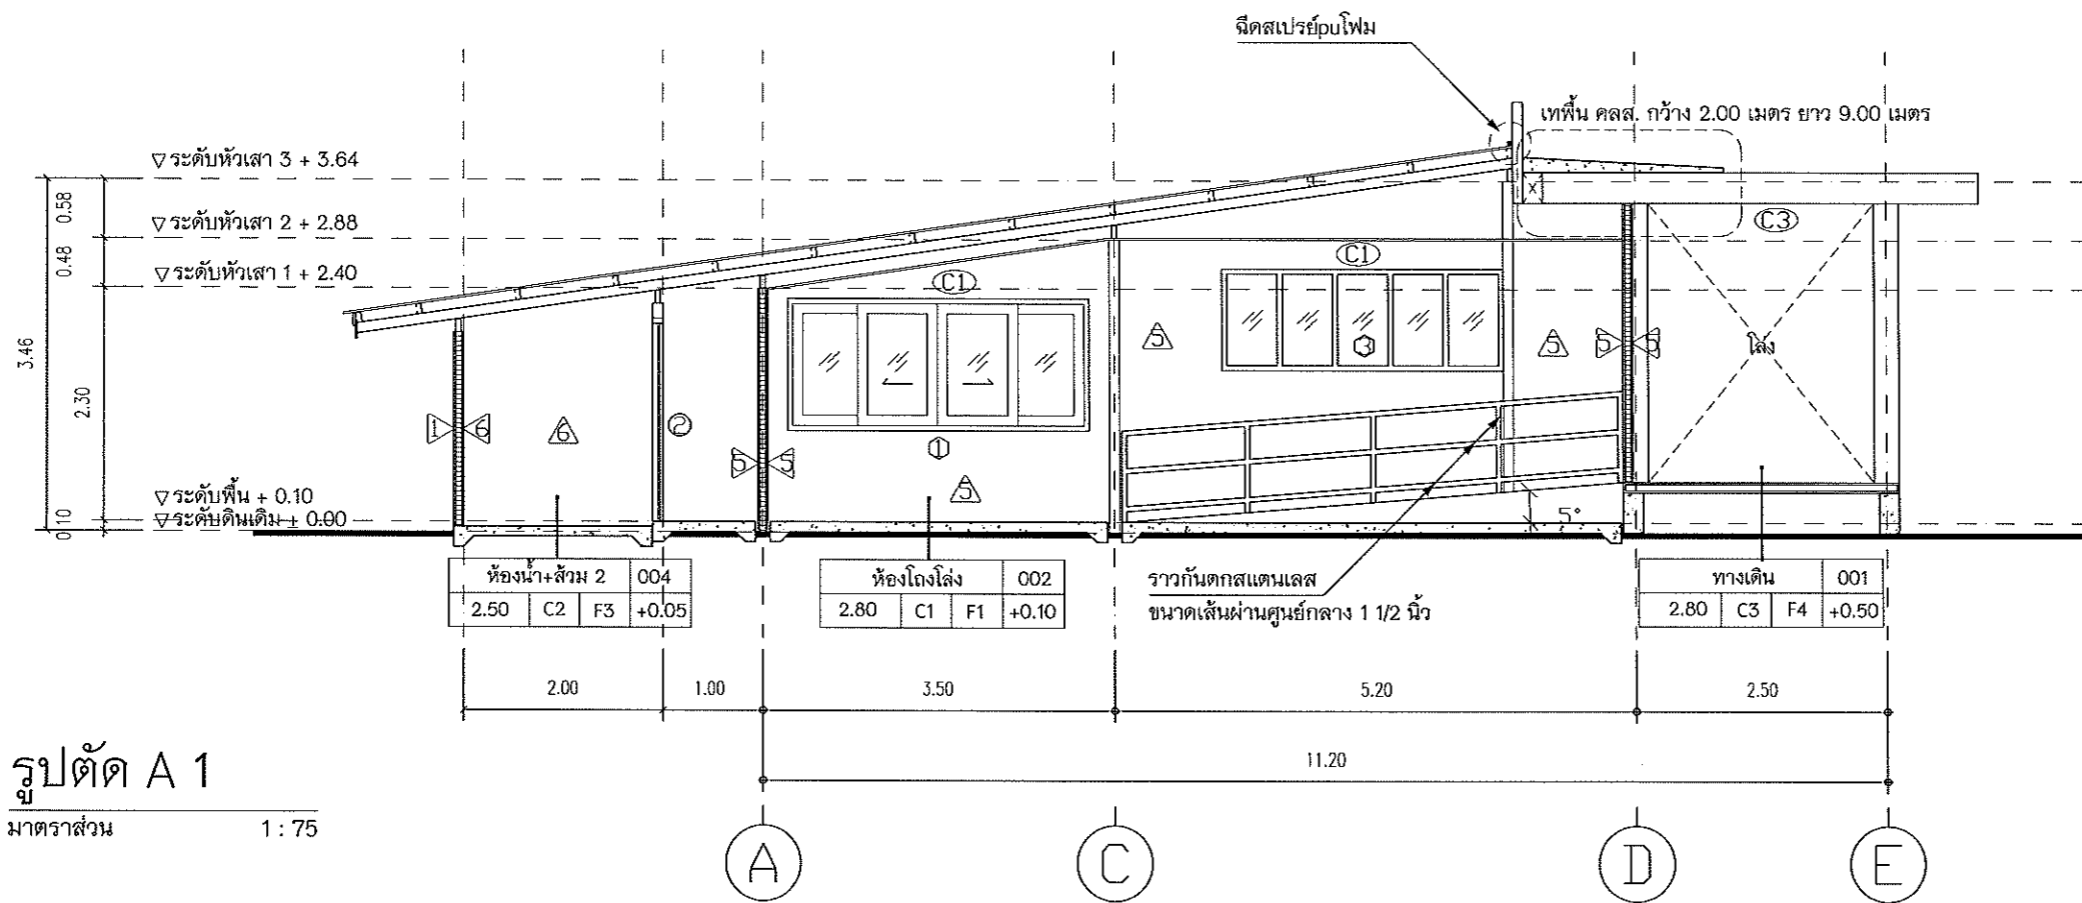 ฉีดสเปรย์puโฟม
เทพื้น คสล. กว้าง 2.00 เมตร ยาว 9.00 เมตร
ระดับหัวเสา 3 + 3.64
ระดับหัวเสา 2 + 2.88
ระดับหัวเสา 1 + 2.40
ระดับพื้น + 0.10
ระดับดินเดิม + 0.00
0.58
0.48
3.46
2.30
0.10
C1
C1
C3
5
3
5
5
5
โล่ง
1
6
6
2
5
5
1
5
5°
ห้องน้ำ+ส้วม 2 004
2.50 C2 F3 +0.05
ห้องโถงโล่ง 002
2.80 C1 F1 +0.10
ราวกันตกสแตนเลส
ขนาดเส้นผ่านศูนย์กลาง 1 1/2 นิ้ว
ทางเดิน 001
2.80 C3 F4 +0.50
2.00 1.00 3.50 5.20 2.50
11.20
รูปตัด A 1
มาตราส่วน 1 : 75
A C D E